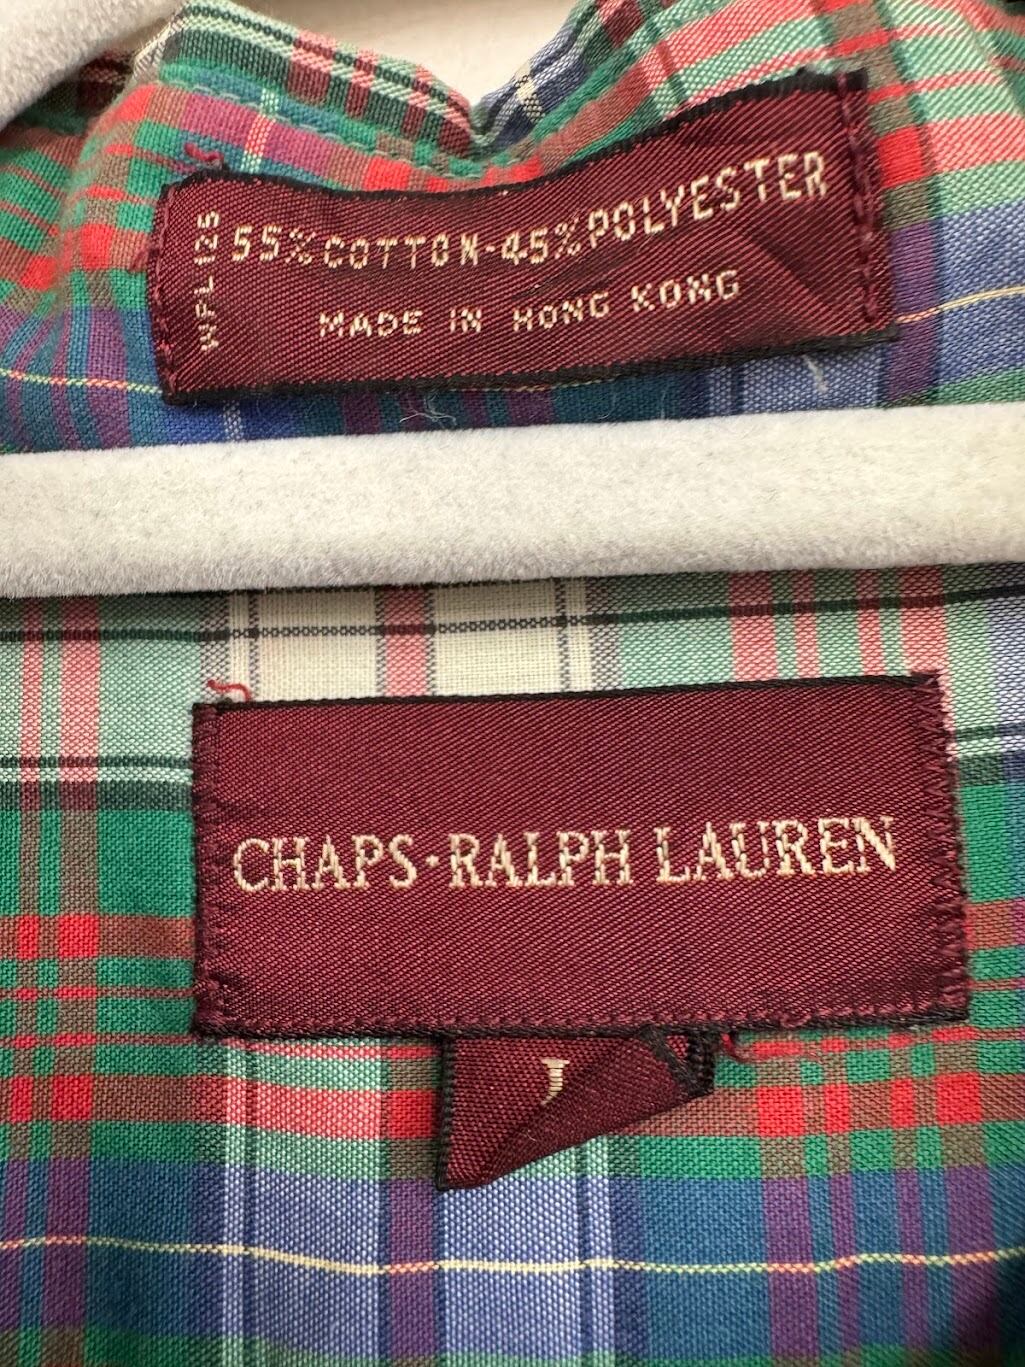 WPL 125
55% COTTON-45% POLYESTER
MADE IN HONG KONG
CHAPS·RALPH LAUREN